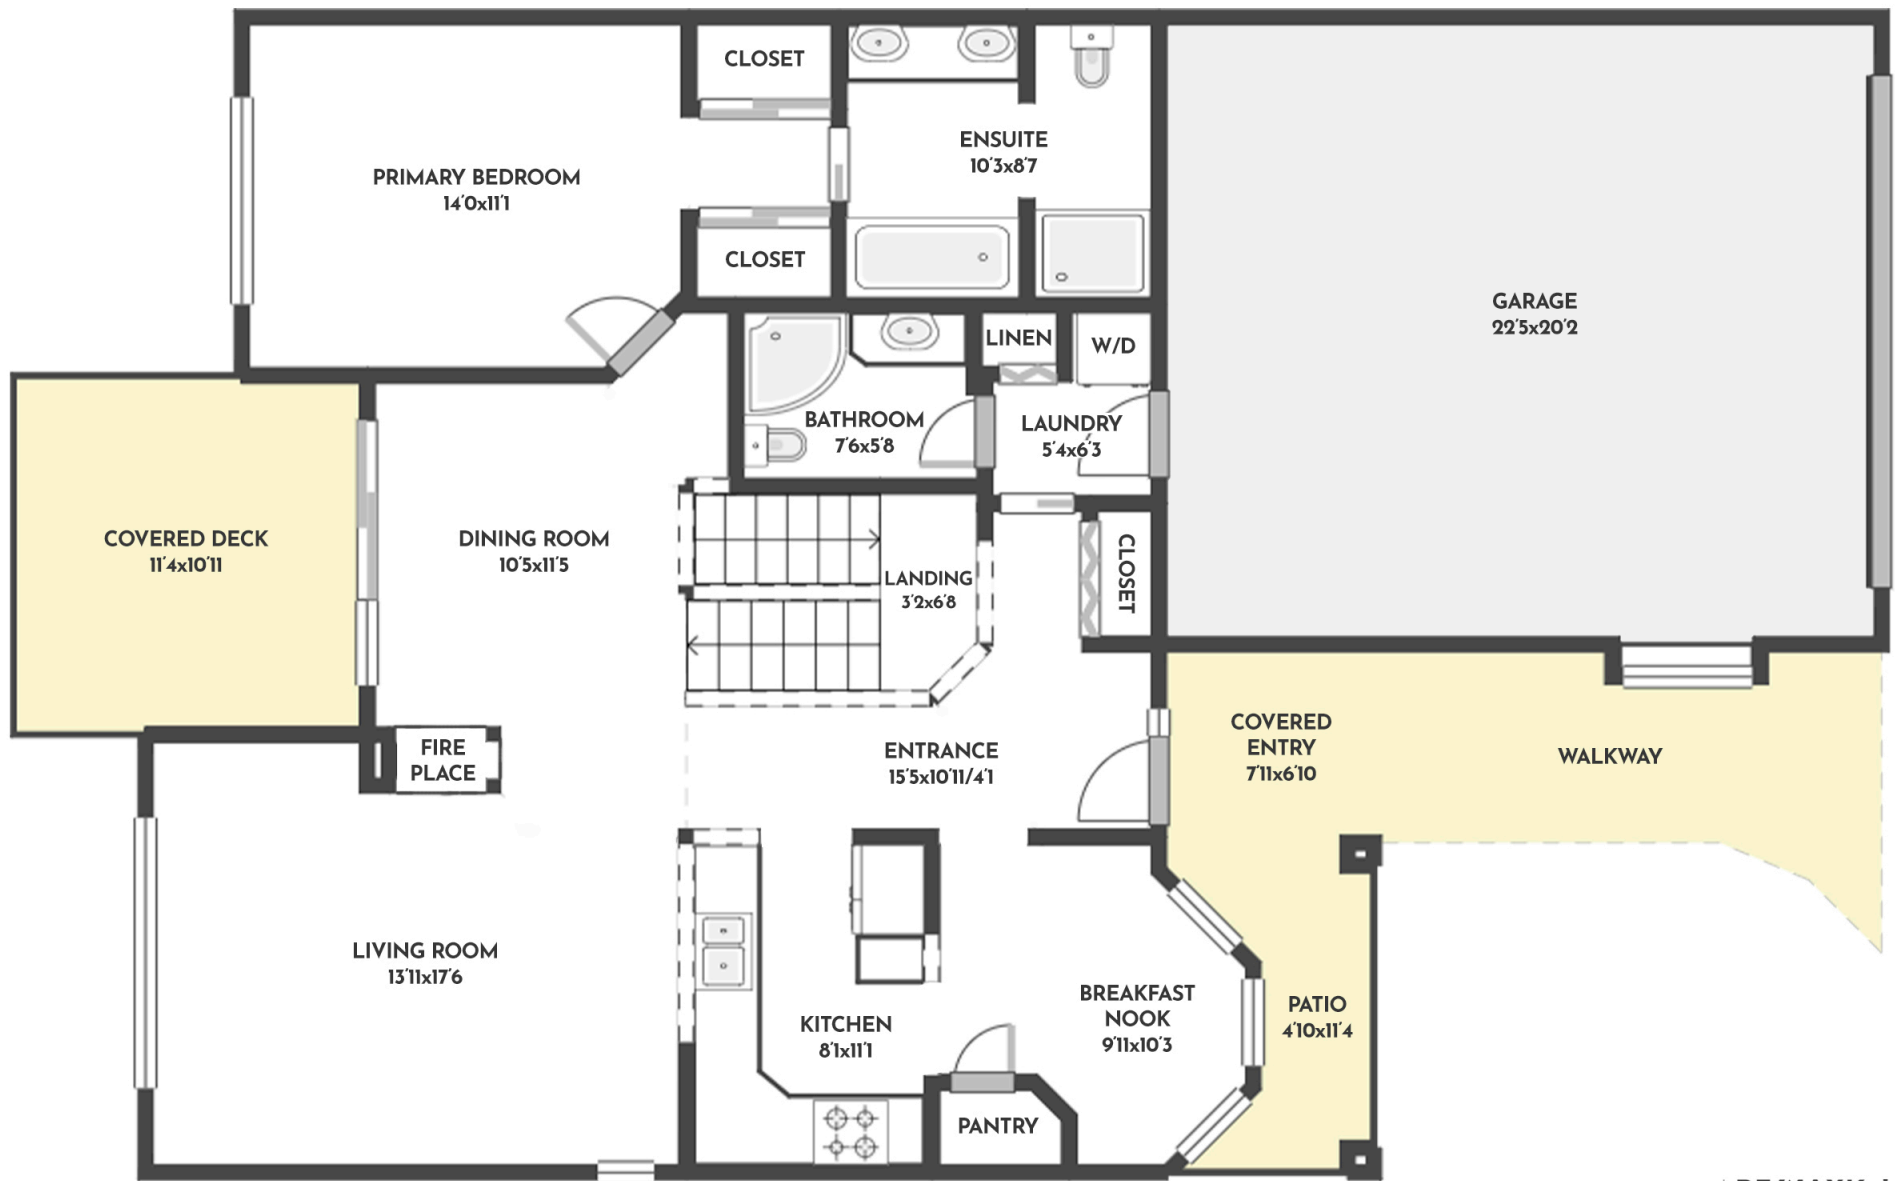 CLOSET
PRIMARY BEDROOM
14'0x11'1
ENSUITE
10'3x8'7
CLOSET
GARAGE
22'5x20'2
LINEN
W/D
BATHROOM
7'6x5'8
LAUNDRY
5'4x6'3
COVERED DECK
11'4x10'11
DINING ROOM
10'5x11'5
LANDING
3'2x6'8
CLOSET
FIRE
PLACE
ENTRANCE
15'5x10'11/4'1
COVERED
ENTRY
7'11x6'10
WALKWAY
LIVING ROOM
13'11x17'6
KITCHEN
8'1x11'1
BREAKFAST
NOOK
9'11x10'3
PATIO
4'10x11'4
PANTRY